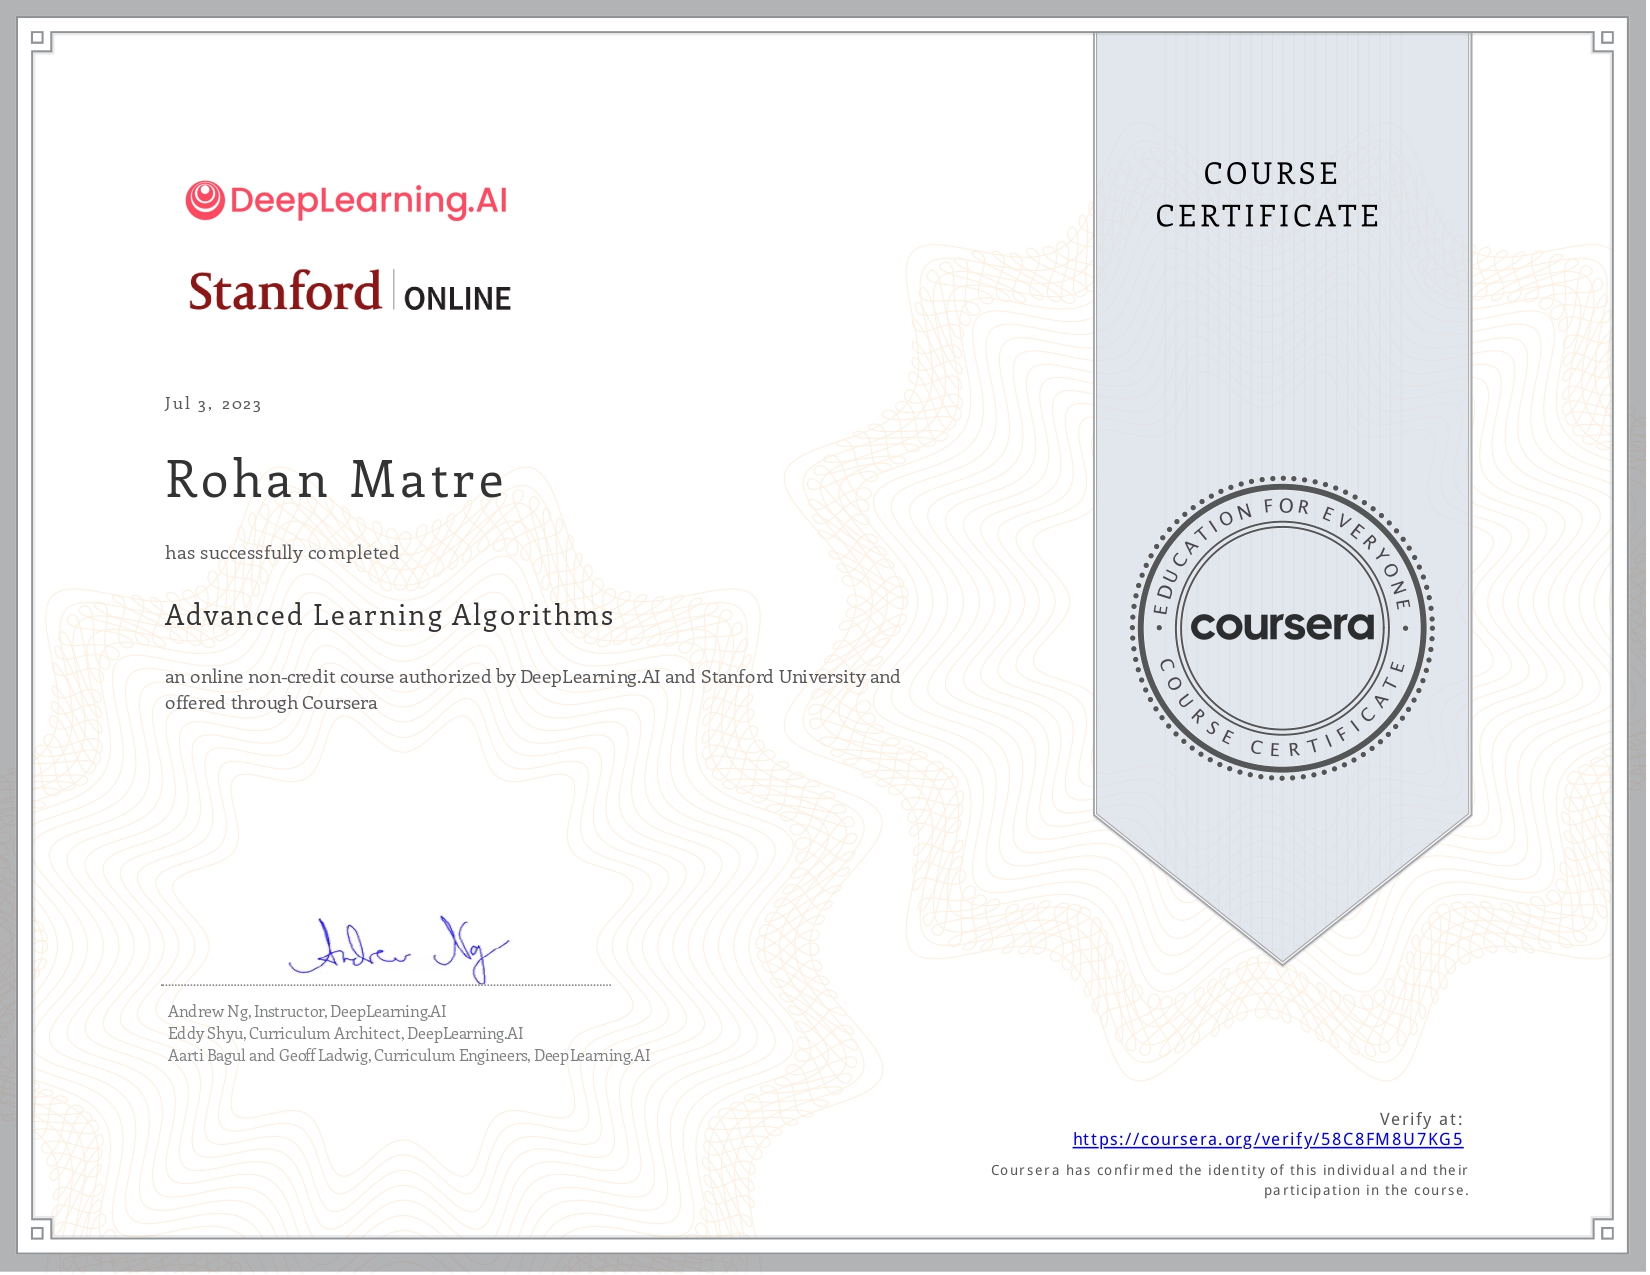 DeepLearning.AI
Stanford ONLINE
Jul 3, 2023
Rohan Matre
has successfully completed
Advanced Learning Algorithms
an online non-credit course authorized by DeepLearning.AI and Stanford University and
offered through Coursera
Andrew Ng
Andrew Ng, Instructor, DeepLearning.AI
Eddy Shyu, Curriculum Architect, DeepLearning.AI
Aarti Bagul and Geoff Ladwig, Curriculum Engineers, DeepLearning.AI
COURSE
CERTIFICATE
• EDUCATION FOR EVERYONE •
coursera
COURSE CERTIFICATE
Verify at:
https://coursera.org/verify/58C8FM8U7KG5
Coursera has confirmed the identity of this individual and their
participation in the course.